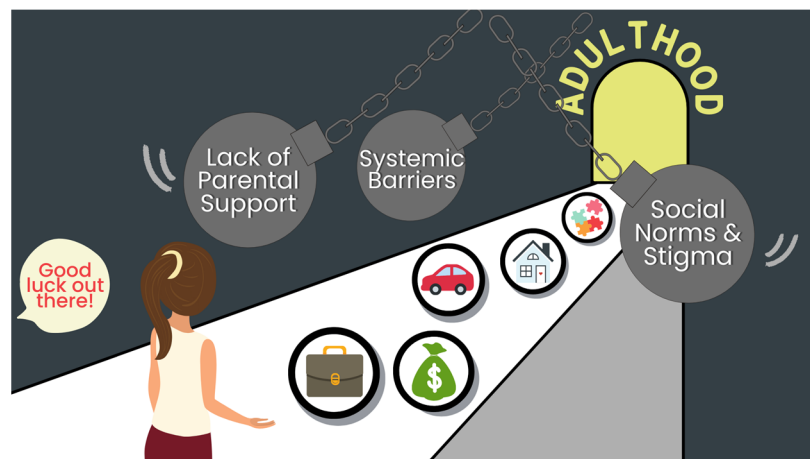 ADULTHOOD
Lack of
Parental
Support
Systemic
Barriers
Social
Norms &
Stigma
Good
luck out
there!
$